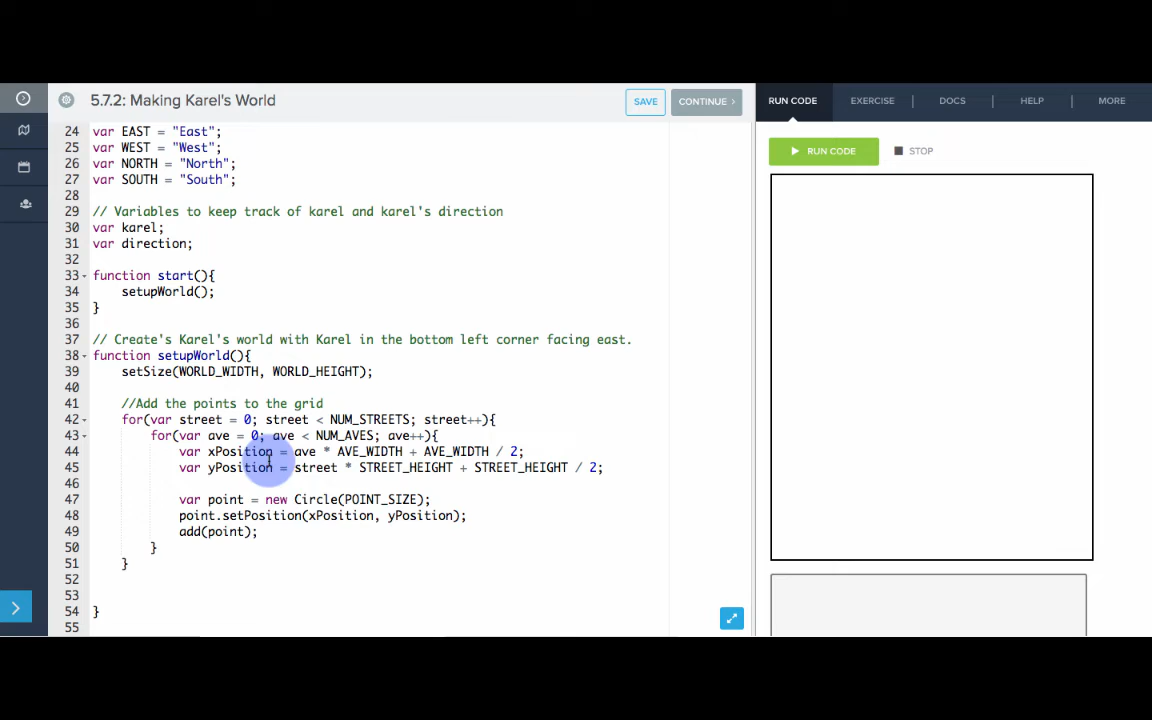 5.7.2: Making Karel's World
SAVE
CONTINUE
RUN CODE
EXERCISE
DOCS
HELP
MORE
RUN CODE
STOP
24 var EAST = "East";
25 var WEST = "West";
26 var NORTH = "North";
27 var SOUTH = "South";
28
29 // Variables to keep track of karel and karel's direction
30 var karel;
31 var direction;
32
33 function start(){
34 setupWorld();
35 }
36
37 // Create's Karel's world with Karel in the bottom left corner facing east.
38 function setupWorld(){
39 setSize(WORLD_WIDTH, WORLD_HEIGHT);
40
41 //Add the points to the grid
42 for(var street = 0; street < NUM_STREETS; street++){
43 for(var ave = 0; ave < NUM_AVES; ave++){
44 var xPosition = ave * AVE_WIDTH + AVE_WIDTH / 2;
45 var yPosition = street * STREET_HEIGHT + STREET_HEIGHT / 2;
46
47 var point = new Circle(POINT_SIZE);
48 point.setPosition(xPosition, yPosition);
49 add(point);
50 }
51 }
52
53
54 }
55